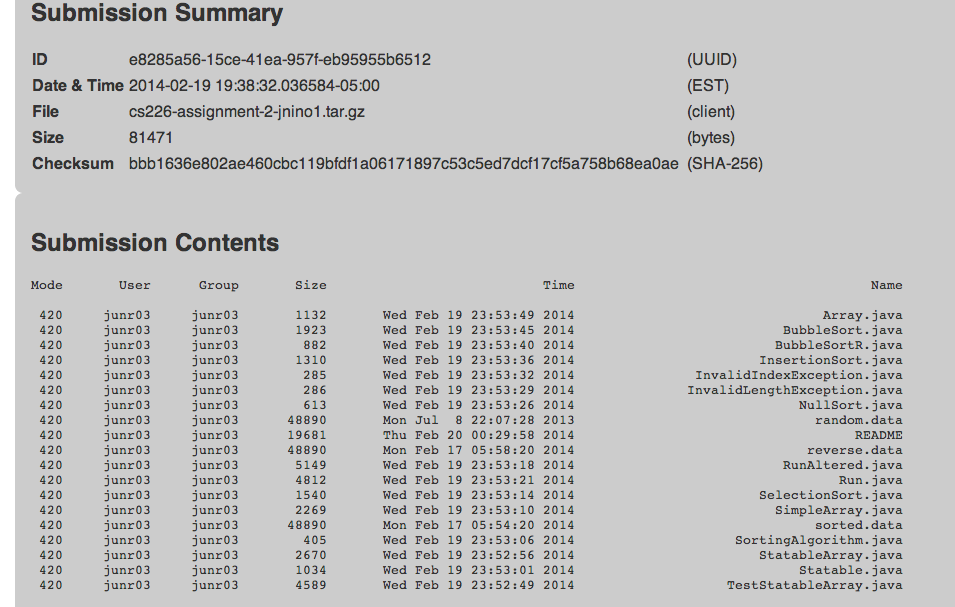 Submission Summary
ID e8285a56-15ce-41ea-957f-eb95955b6512 (UUID)
Date & Time 2014-02-19 19:38:32.036584-05:00 (EST)
File cs226-assignment-2-jnino1.tar.gz (client)
Size 81471 (bytes)
Checksum bbb1636e802ae460cbc119bfdf1a06171897c53c5ed7dcf17cf5a758b68ea0ae (SHA-256)
Submission Contents
Mode User Group Size Time Name
420 junr03 junr03 1132 Wed Feb 19 23:53:49 2014 Array.java
420 junr03 junr03 1923 Wed Feb 19 23:53:45 2014 BubbleSort.java
420 junr03 junr03 882 Wed Feb 19 23:53:40 2014 BubbleSortR.java
420 junr03 junr03 1310 Wed Feb 19 23:53:36 2014 InsertionSort.java
420 junr03 junr03 285 Wed Feb 19 23:53:32 2014 InvalidIndexException.java
420 junr03 junr03 286 Wed Feb 19 23:53:29 2014 InvalidLengthException.java
420 junr03 junr03 613 Wed Feb 19 23:53:26 2014 NullSort.java
420 junr03 junr03 48890 Mon Jul 8 22:07:28 2013 random.data
420 junr03 junr03 19681 Thu Feb 20 00:29:58 2014 README
420 junr03 junr03 48890 Mon Feb 17 05:58:20 2014 reverse.data
420 junr03 junr03 5149 Wed Feb 19 23:53:18 2014 RunAltered.java
420 junr03 junr03 4812 Wed Feb 19 23:53:21 2014 Run.java
420 junr03 junr03 1540 Wed Feb 19 23:53:14 2014 SelectionSort.java
420 junr03 junr03 2269 Wed Feb 19 23:53:10 2014 SimpleArray.java
420 junr03 junr03 48890 Mon Feb 17 05:54:20 2014 sorted.data
420 junr03 junr03 405 Wed Feb 19 23:53:06 2014 SortingAlgorithm.java
420 junr03 junr03 2670 Wed Feb 19 23:52:56 2014 StatableArray.java
420 junr03 junr03 1034 Wed Feb 19 23:53:01 2014 Statable.java
420 junr03 junr03 4589 Wed Feb 19 23:52:49 2014 TestStatableArray.java